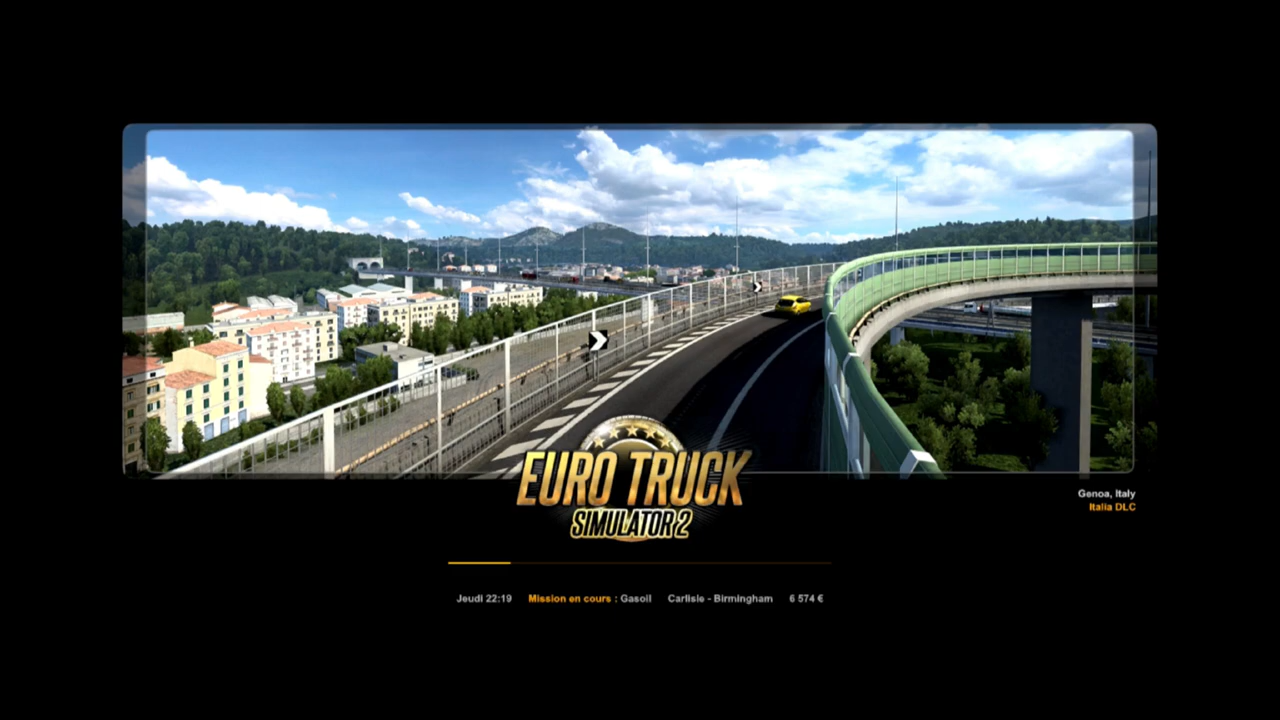 EURO TRUCK
SIMULATOR 2
Genoa, Italy
Italia DLC
Jeudi 22:19 Mission en cours : Gasoil Carlisle - Birmingham 6 574 €